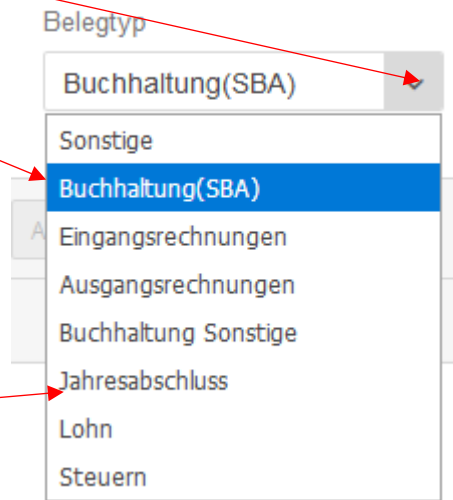 Belegtyp
Buchhaltung(SBA)
Sonstige
Buchhaltung(SBA)
A
Eingangsrechnungen
Ausgangsrechnungen
Buchhaltung Sonstige
Jahresabschluss
Lohn
Steuern